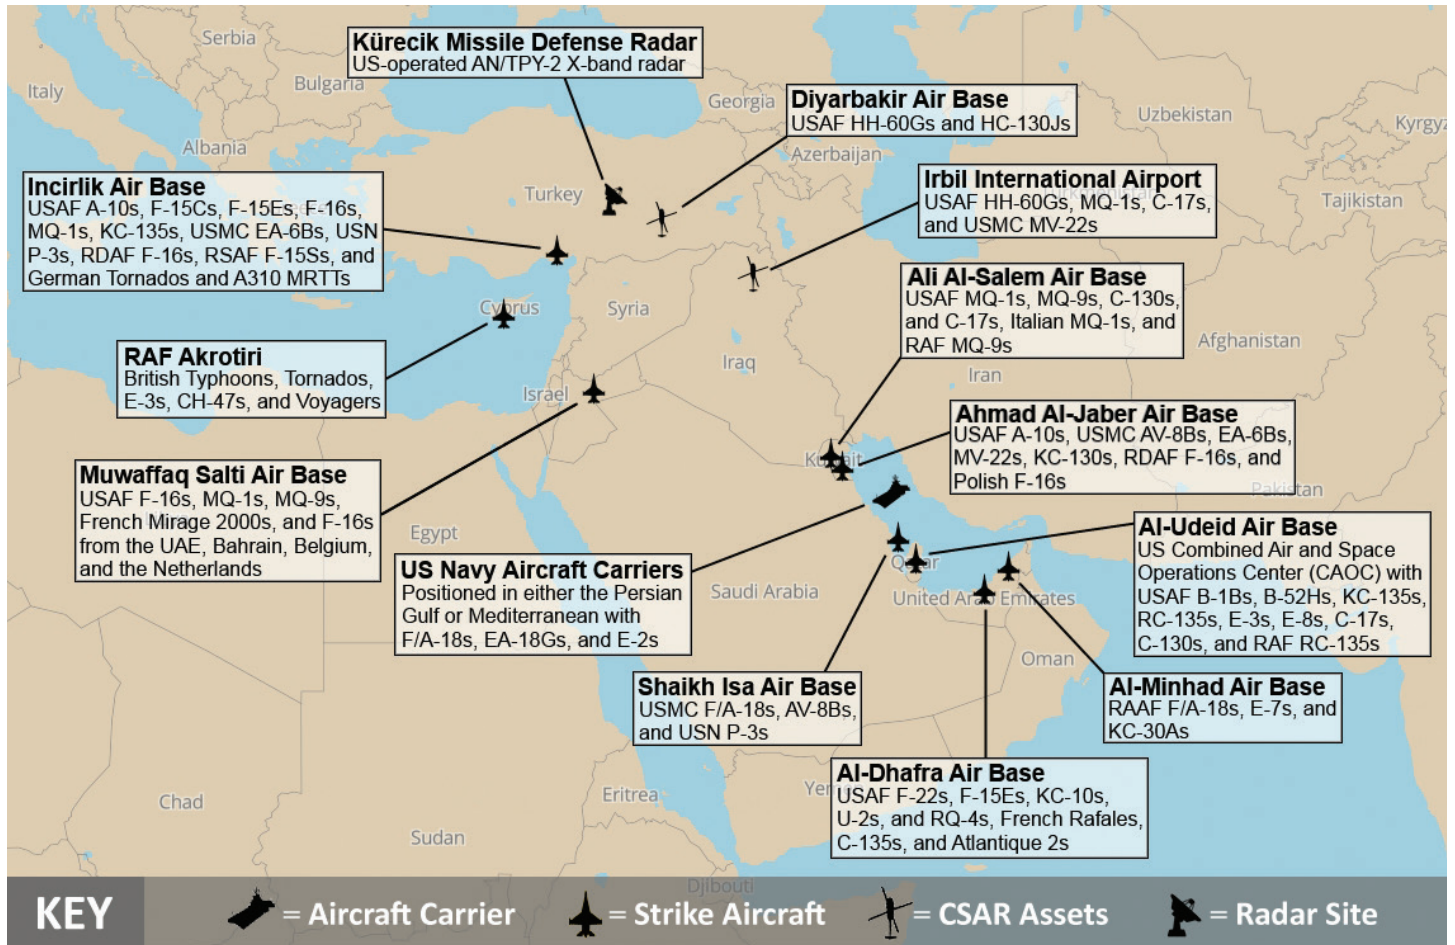 Serbia
Italy
Bulgaria
Albania
Georgia
Azerbaijan
Uzbekistan
Tajikistan
Turkey
Cyprus
Syria
Israel
Iraq
Iran
Afghanistan
Pakistan
Kuwait
Egypt
Saudi Arabia
Qatar
United Arab Emirates
Oman
Chad
Sudan
Eritrea
Djibouti
Kürecik Missile Defense Radar
US-operated AN/TPY-2 X-band radar
Diyarbakir Air Base
USAF HH-60Gs and HC-130Js
Irbil International Airport
USAF HH-60Gs, MQ-1s, C-17s,
and USMC MV-22s
Incirlik Air Base
USAF A-10s, F-15Cs, F-15Es, F-16s,
MQ-1s, KC-135s, USMC EA-6Bs, USN
P-3s, RDAF F-16s, RSAF F-15Ss, and
German Tornados and A310 MRTTs
Ali Al-Salem Air Base
USAF MQ-1s, MQ-9s, C-130s,
and C-17s, Italian MQ-1s, and
RAF MQ-9s
RAF Akrotiri
British Typhoons, Tornados,
E-3s, CH-47s, and Voyagers
Ahmad Al-Jaber Air Base
USAF A-10s, USMC AV-8Bs, EA-6Bs,
MV-22s, KC-130s, RDAF F-16s, and
Polish F-16s
Muwaffaq Salti Air Base
USAF F-16s, MQ-1s, MQ-9s,
French Mirage 2000s, and F-16s
from the UAE, Bahrain, Belgium,
and the Netherlands
US Navy Aircraft Carriers
Positioned in either the Persian
Gulf or Mediterranean with
F/A-18s, EA-18Gs, and E-2s
Al-Udeid Air Base
US Combined Air and Space
Operations Center (CAOC) with
USAF B-1Bs, B-52Hs, KC-135s,
RC-135s, E-3s, E-8s, C-17s,
C-130s, and RAF RC-135s
Shaikh Isa Air Base
USMC F/A-18s, AV-8Bs,
and USN P-3s
Al-Minhad Air Base
RAAF F/A-18s, E-7s, and
KC-30As
Al-Dhafra Air Base
USAF F-22s, F-15Es, KC-10s,
U-2s, and RQ-4s, French Rafales,
C-135s, and Atlantique 2s
KEY
= Aircraft Carrier
= Strike Aircraft
= CSAR Assets
= Radar Site